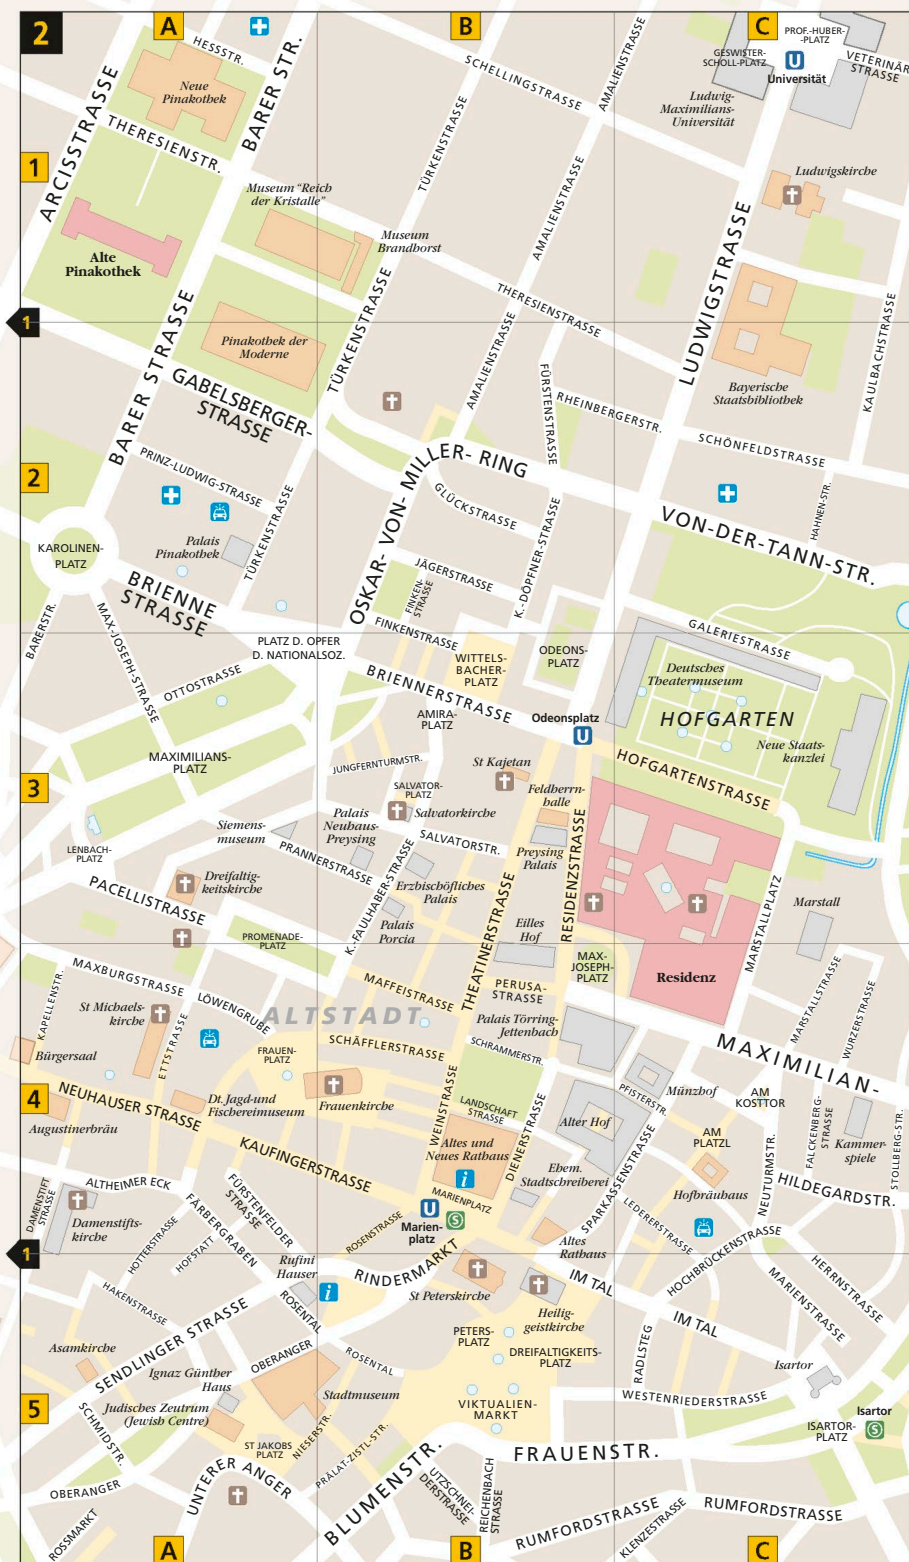 2
A
B
C
HESSSTR.
BARER STR.
SCHELLINGSTRASSE
AMALIENSTRASSE
GESWISTER-
SCHOLL-PLATZ
PROF.-HUBER-
-PLATZ
U
Universität
VETERINÄR
STRASSE
Neue
Pinakothek
ARCISSTRASSE
THERESIENSTR.
TÜRKENSTRASSE
Ludwig-
Maximilians-
Universität
1
Museum "Reich
der Kristalle"
Museum
Brandhorst
AMALIENSTRASSE
Ludwigskirche
Alte
Pinakothek
LUDWIGSTRASSE
THERESIENSTRASSE
1
Pinakothek der
Moderne
TÜRKENSTRASSE
AMALIENSTRASSE
KAULBACHSTRASSE
BARER STRASSE
GABELSBERGER-
STRASSE
FÜRSTENSTRASSE
RHEINBERGERSTR.
Bayerische
Staatsbibliothek
SCHÖNFELDSTRASSE
2
PRINZ-LUDWIG-STRASSE
OSKAR- VON- MILLER- RING
GLÜCKSTRASSE
HAHNEN-STR.
VON-DER-TANN-STR.
Palais
Pinakothek
TÜRKENSTRASSE
KAROLINEN-
PLATZ
BRIENNE
STRASSE
JÄGERSTRASSE
FINKEN-
STRASSE
K.-DÖPFNER-STRASSE
BARERSTR.
MAX-JOSEPH-STRASSE
FINKENSTRASSE
GALERIESTRASSE
PLATZ D. OPFER
D. NATIONALSOZ.
WITTELS-
BACHER-
PLATZ
ODEONS-
PLATZ
Deutsches
Theatermuseum
OTTOSTRASSE
BRIENNERSTRASSE
AMIRA-
PLATZ
Odeonsplatz
U
HOFGARTEN
Neue Staats-
kanzlei
MAXIMILIANS-
PLATZ
JUNGFERNTURMSTR.
St Kajetan
HOFGARTENSTRASSE
3
SALVATOR-
PLATZ
Salvatorkirche
Feldherrn-
halle
Siemens-
museum
Palais
Neuhaus-
Preysing
SALVATORSTR.
Preysing
Palais
RESIDENZSTRASSE
LENBACH-
PLATZ
PRANNERSTRASSE
Dreifaltig-
keitskirche
Erzbischöfliches
Palais
K.-FAULHABER-STRASSE
PACELLISTRASSE
Palais
Porcia
THEATINERSTRASSE
Eilles
Hof
MARSTALLPLATZ
Marstall
PROMENADE-
PLATZ
MAX-
JOSEPH-
PLATZ
Residenz
MAXBURGSTRASSE
MAFFEISTRASSE
PERUSA-
STRASSE
MARSTALLSTRASSE
WURZERSTRASSE
KAPELLENSTR.
St Michaels-
kirche
LÖWENGRUBE
ALTSTADT
Palais Törring-
Jettenbach
ETTSTRASSE
SCHÄFFLERSTRASSE
SCHRAMMERSTR.
MAXIMILIAN-
Bürgersaal
FRAUEN-
PLATZ
PFISTERSTR.
Münzhof
AM
KOSTTOR
4
NEUHAUSER STRASSE
Dt. Jagd-und
Fischereimuseum
Frauenkirche
WEINSTRASSE
LANDSCHAFT
STRASSE
DIENERSTRASSE
Alter Hof
AM
PLATZL
FALCKENBERG-
STRASSE
Kammer-
spiele
STOLLBERG-STR.
Augustinerbräu
KAUFINGERSTRASSE
Altes und
Neues Rathaus
Ehem.
Stadtschreiberei
SPARKASSENSTRASSE
Hofbräuhaus
NEUTURMSTR.
HILDEGARDSTR.
DAMENSTIFT
STRASSE
ALTHEIMER ECK
FÜRSTENFELDER
STRASSE
i
MARIENPLATZ
U
S
Marien-
platz
LEDERERSTRASSE
Damenstifts-
kirche
HOTTERSTRASSE
HOFSTATT
FÄRBERGRABEN
ROSENSTRASSE
Altes
Rathaus
HOCHBRÜCKENSTRASSE
1
Rufini
Hauser
RINDERMARKT
IM TAL
MARIENSTRASSE
HERRNSTRASSE
HAKENSTRASSE
ROSENTAL
i
St Peterskirche
Heilig-
geistkirche
IM TAL
SENDLINGER STRASSE
PETERS-
PLATZ
DREIFALTIGKEITS-
PLATZ
RADLSTEG
Asamkirche
OBERANGER
ROSENTAL
Isartor
Ignaz Günther
Haus
Stadtmuseum
WESTENRIEDERSTRASSE
5
SCHMIDSTR.
Judisches Zentrum
(Jewish Centre)
VIKTUALIEN-
MARKT
Isartor
S
ISARTOR-
PLATZ
ST JAKOBS
PLATZ
NIESERSTR.
PRÄLAT-ZISTL-STR.
BLUMENSTR.
FRAUENSTR.
OBERANGER
UNTERER ANGER
UTZSCHNEI-
DERSTRASSE
REICHENBACH
STRASSE
RUMFORDSTRASSE
KLENZESTRASSE
RUMFORDSTRASSE
ROSSMARKT
A
B
C